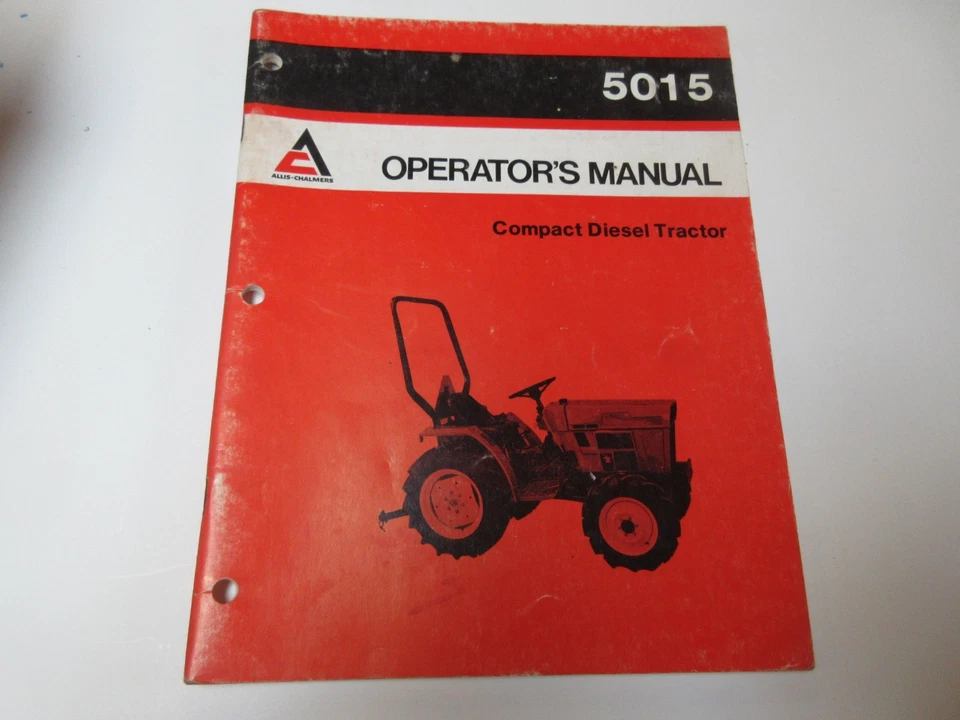 5015
ALLIS-CHALMERS
OPERATOR'S MANUAL
Compact Diesel Tractor